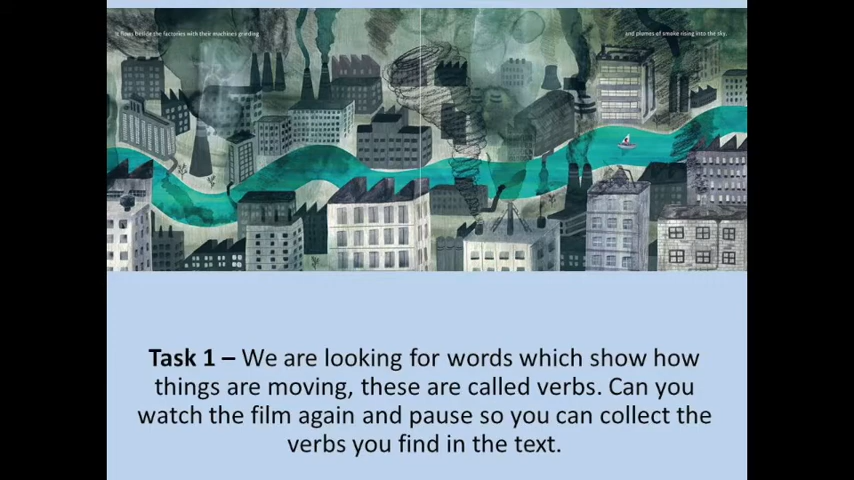 It flows beside the factories with their machines grinding
and plumes of smoke rising into the sky.
Task 1 – We are looking for words which show how
things are moving, these are called verbs. Can you
watch the film again and pause so you can collect the
verbs you find in the text.